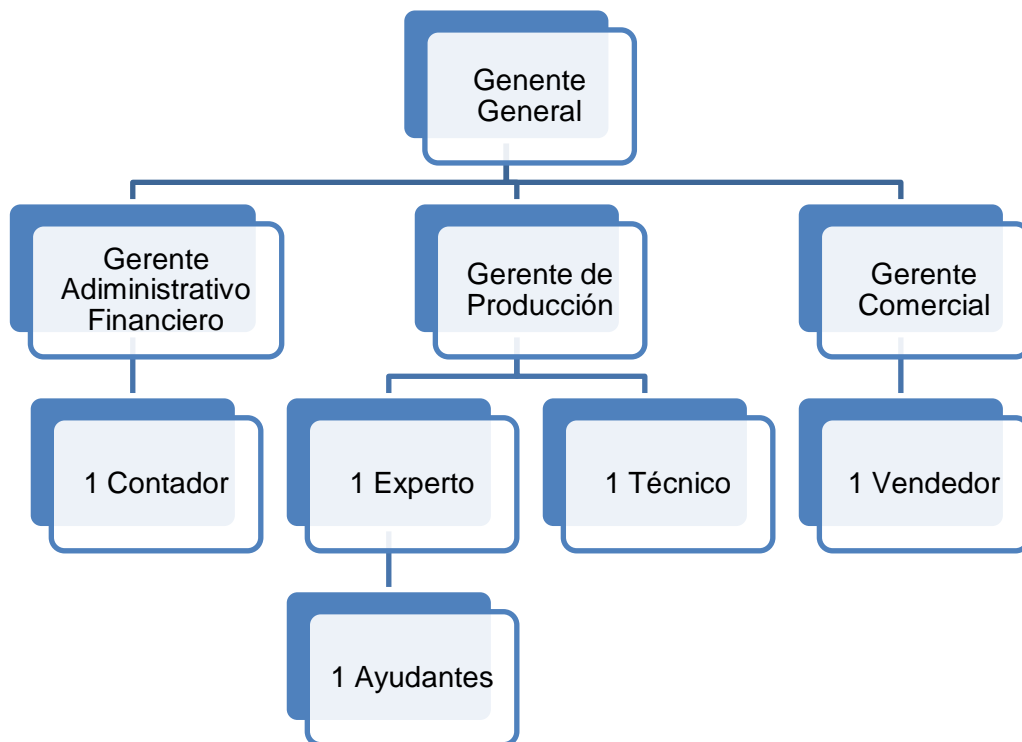 Genente
General
Gerente
Adiministrativo
Financiero
Gerente de
Producción
Gerente
Comercial
1 Contador
1 Experto
1 Técnico
1 Vendedor
1 Ayudantes